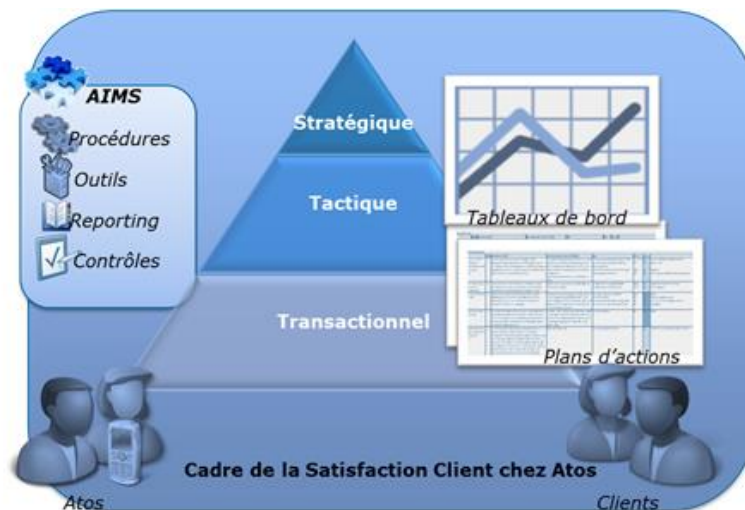 AIMS
Procédures
Outils
Reporting
Contrôles
Stratégique
Tactique
Transactionnel
Tableaux de bord
Plans d'actions
Cadre de la Satisfaction Client chez Atos
Atos
Clients